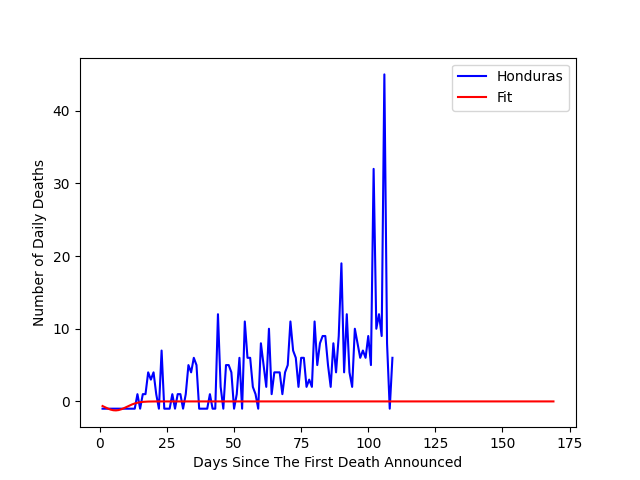 Honduras
Fit
Number of Daily Deaths
40
30
20
10
0
0 25 50 75 100 125 150 175
Days Since The First Death Announced